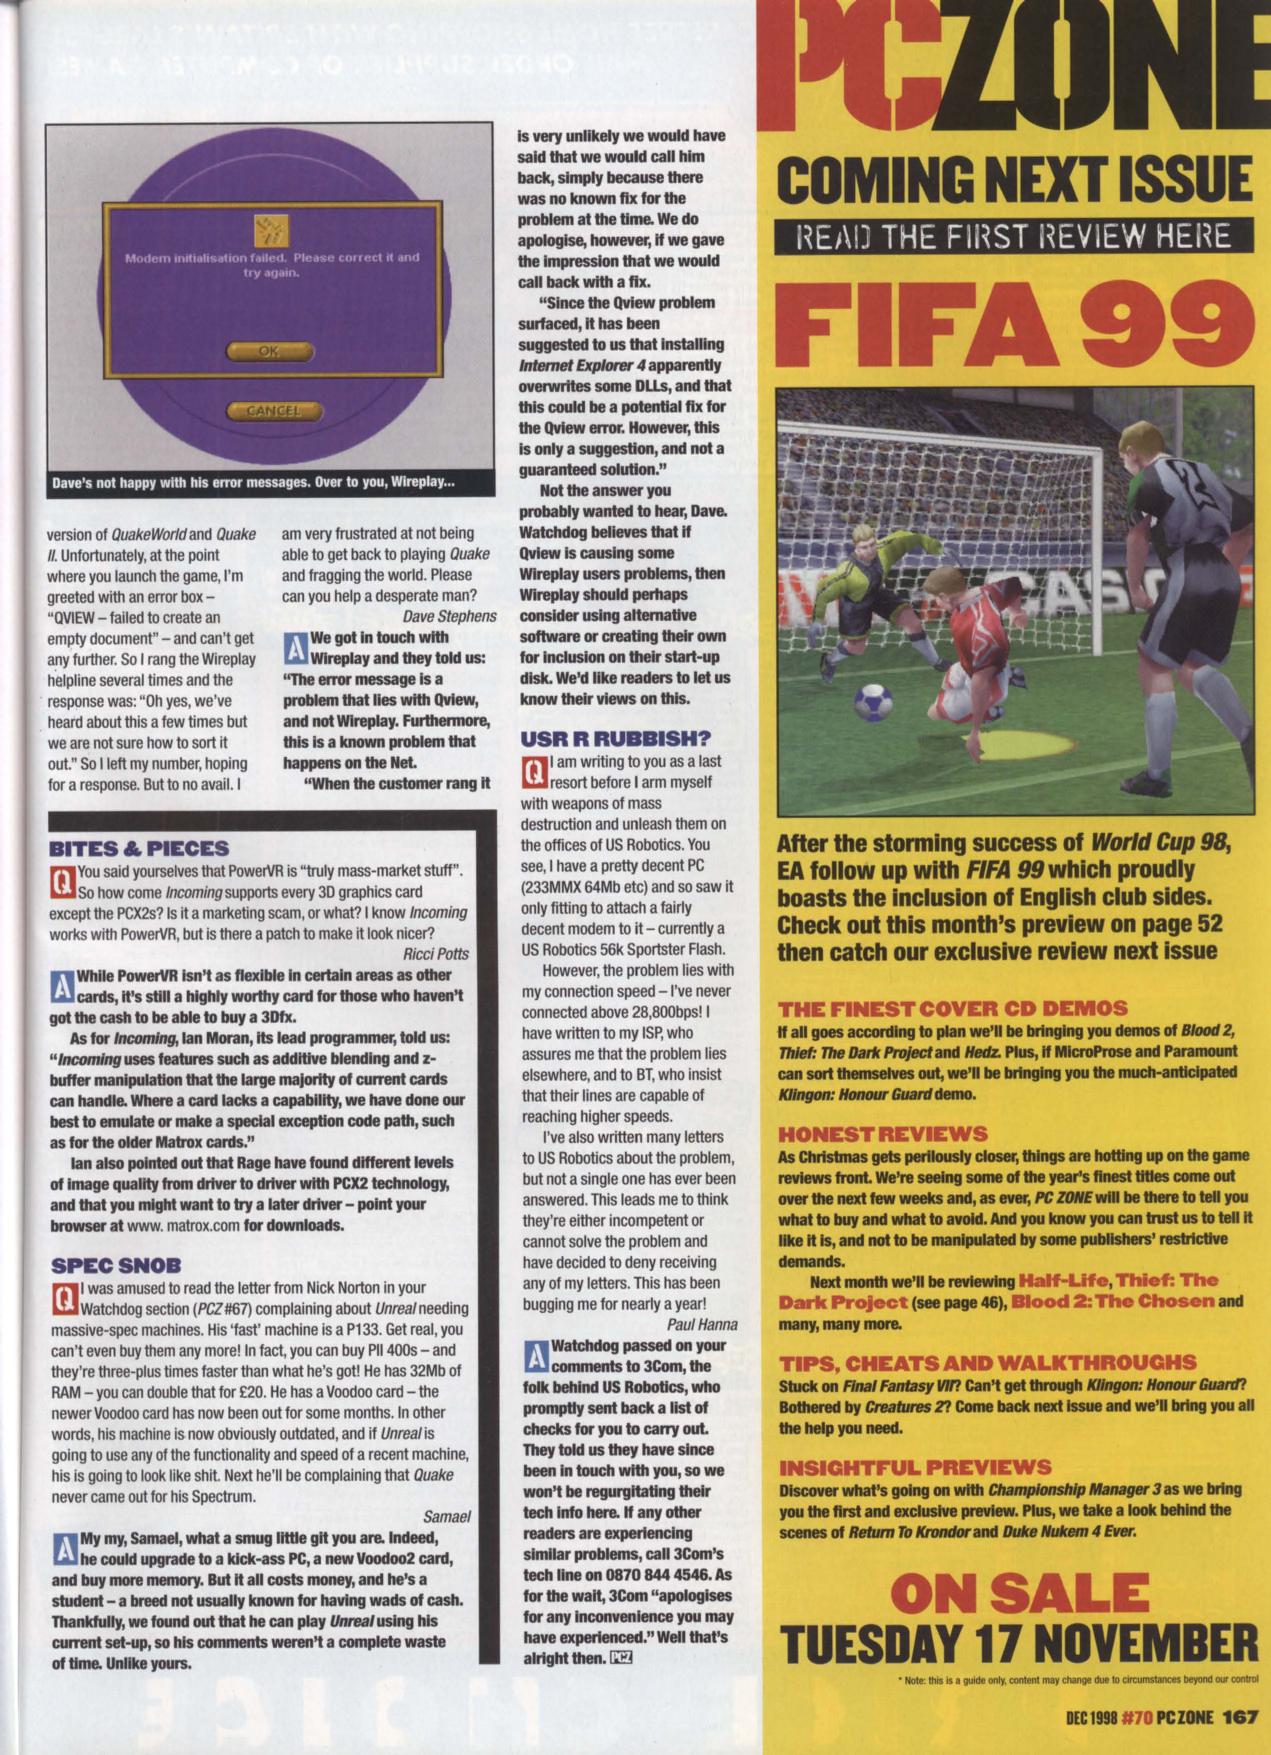 Modem initialisation failed. Please correct it and
try again.
OK
CANCEL
Dave's not happy with his error messages. Over to you, Wireplay...
version of QuakeWorld and Quake
II. Unfortunately, at the point
where you launch the game, I'm
greeted with an error box –
“QVIEW – failed to create an
empty document” – and can't get
any further. So I rang the Wireplay
helpline several times and the
response was: “Oh yes, we've
heard about this a few times but
we are not sure how to sort it
out.” So I left my number, hoping
for a response. But to no avail. I
am very frustrated at not being
able to get back to playing Quake
and fragging the world. Please
can you help a desperate man?
Dave Stephens
A We got in touch with
Wireplay and they told us:
“The error message is a
problem that lies with Qview,
and not Wireplay. Furthermore,
this is a known problem that
happens on the Net.
“When the customer rang it
is very unlikely we would have
said that we would call him
back, simply because there
was no known fix for the
problem at the time. We do
apologise, however, if we gave
the impression that we would
call back with a fix.
“Since the Qview problem
surfaced, it has been
suggested to us that installing
Internet Explorer 4 apparently
overwrites some DLLs, and that
this could be a potential fix for
the Qview error. However, this
is only a suggestion, and not a
guaranteed solution.”
Not the answer you
probably wanted to hear, Dave.
Watchdog believes that if
Qview is causing some
Wireplay users problems, then
Wireplay should perhaps
consider using alternative
software or creating their own
for inclusion on their start-up
disk. We'd like readers to let us
know their views on this.
USR R RUBBISH?
Q I am writing to you as a last
resort before I arm myself
with weapons of mass
destruction and unleash them on
the offices of US Robotics. You
see, I have a pretty decent PC
(233MMX 64Mb etc) and so saw it
only fitting to attach a fairly
decent modem to it – currently a
US Robotics 56k Sportster Flash.
However, the problem lies with
my connection speed – I've never
connected above 28,800bps! I
have written to my ISP, who
assures me that the problem lies
elsewhere, and to BT, who insist
that their lines are capable of
reaching higher speeds.
I've also written many letters
to US Robotics about the problem,
but not a single one has ever been
answered. This leads me to think
they're either incompetent or
cannot solve the problem and
have decided to deny receiving
any of my letters. This has been
bugging me for nearly a year!
Paul Hanna
A Watchdog passed on your
comments to 3Com, the
folk behind US Robotics, who
promptly sent back a list of
checks for you to carry out.
They told us they have since
been in touch with you, so we
won't be regurgitating their
tech info here. If any other
readers are experiencing
similar problems, call 3Com's
tech line on 0870 844 4546. As
for the wait, 3Com “apologises
for any inconvenience you may
have experienced.” Well that's
alright then. PCZ
BITES & PIECES
Q You said yourselves that PowerVR is “truly mass-market stuff”.
So how come Incoming supports every 3D graphics card
except the PCX2s? Is it a marketing scam, or what? I know Incoming
works with PowerVR, but is there a patch to make it look nicer?
Ricci Potts
A While PowerVR isn't as flexible in certain areas as other
cards, it's still a highly worthy card for those who haven't
got the cash to be able to buy a 3Dfx.
As for Incoming, Ian Moran, its lead programmer, told us:
“Incoming uses features such as additive blending and z-
buffer manipulation that the large majority of current cards
can handle. Where a card lacks a capability, we have done our
best to emulate or make a special exception code path, such
as for the older Matrox cards.”
Ian also pointed out that Rage have found different levels
of image quality from driver to driver with PCX2 technology,
and that you might want to try a later driver – point your
browser at www. matrox.com for downloads.
SPEC SNOB
Q I was amused to read the letter from Nick Norton in your
Watchdog section (PCZ #67) complaining about Unreal needing
massive-spec machines. His ‘fast’ machine is a P133. Get real, you
can't even buy them any more! In fact, you can buy PII 400s – and
they're three-plus times faster than what he's got! He has 32Mb of
RAM – you can double that for £20. He has a Voodoo card – the
newer Voodoo card has now been out for some months. In other
words, his machine is now obviously outdated, and if Unreal is
going to use any of the functionality and speed of a recent machine,
his is going to look like shit. Next he'll be complaining that Quake
never came out for his Spectrum.
Samael
A My my, Samael, what a smug little git you are. Indeed,
he could upgrade to a kick-ass PC, a new Voodoo2 card,
and buy more memory. But it all costs money, and he's a
student – a breed not usually known for having wads of cash.
Thankfully, we found out that he can play Unreal using his
current set-up, so his comments weren't a complete waste
of time. Unlike yours.
PCZONE
COMING NEXT ISSUE
READ THE FIRST REVIEW HERE
FIFA 99
After the storming success of World Cup 98,
EA follow up with FIFA 99 which proudly
boasts the inclusion of English club sides.
Check out this month's preview on page 52
then catch our exclusive review next issue
THE FINEST COVER CD DEMOS
If all goes according to plan we'll be bringing you demos of Blood 2,
Thief: The Dark Project and Hedz. Plus, if MicroProse and Paramount
can sort themselves out, we'll be bringing you the much-anticipated
Klingon: Honour Guard demo.
HONEST REVIEWS
As Christmas gets perilously closer, things are hotting up on the game
reviews front. We're seeing some of the year's finest titles come out
over the next few weeks and, as ever, PC ZONE will be there to tell you
what to buy and what to avoid. And you know you can trust us to tell it
like it is, and not to be manipulated by some publishers' restrictive
demands.
Next month we'll be reviewing Half-Life, Thief: The
Dark Project (see page 46), Blood 2: The Chosen and
many, many more.
TIPS, CHEATS AND WALKTHROUGHS
Stuck on Final Fantasy VII? Can't get through Klingon: Honour Guard?
Bothered by Creatures 2? Come back next issue and we'll bring you all
the help you need.
INSIGHTFUL PREVIEWS
Discover what's going on with Championship Manager 3 as we bring
you the first and exclusive preview. Plus, we take a look behind the
scenes of Return To Krondor and Duke Nukem 4 Ever.
ON SALE
TUESDAY 17 NOVEMBER
* Note: this is a guide only, content may change due to circumstances beyond our control
DEC 1998 #70 PC ZONE 167